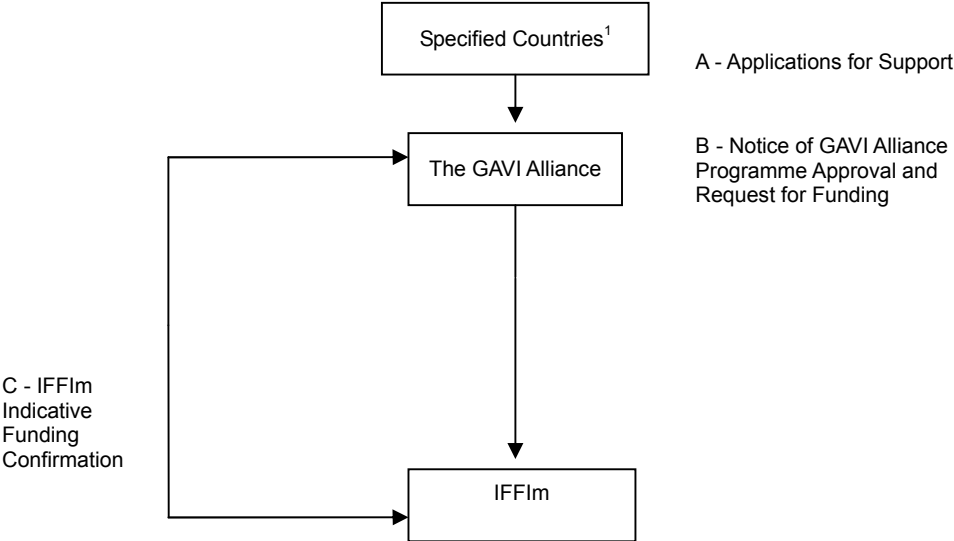 Specified Countries¹
A - Applications for Support
The GAVI Alliance
B - Notice of GAVI Alliance
Programme Approval and
Request for Funding
C - IFFIm
Indicative
Funding
Confirmation
IFFIm